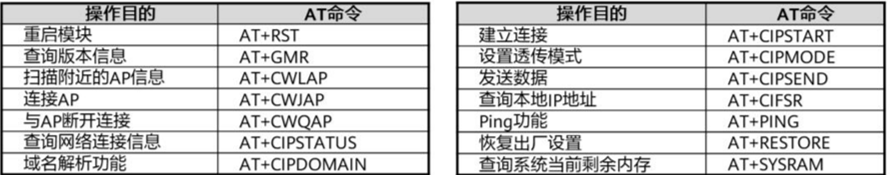 操作目的 AT命令
重启模块 AT+RST
查询版本信息 AT+GMR
扫描附近的AP信息 AT+CWLAP
连接AP AT+CWJAP
与AP断开连接 AT+CWQAP
查询网络连接信息 AT+CIPSTATUS
域名解析功能 AT+CIPDOMAIN
操作目的 AT命令
建立连接 AT+CIPSTART
设置透传模式 AT+CIPMODE
发送数据 AT+CIPSEND
查询本地IP地址 AT+CIFSR
Ping功能 AT+PING
恢复出厂设置 AT+RESTORE
查询系统当前剩余内存 AT+SYSRAM